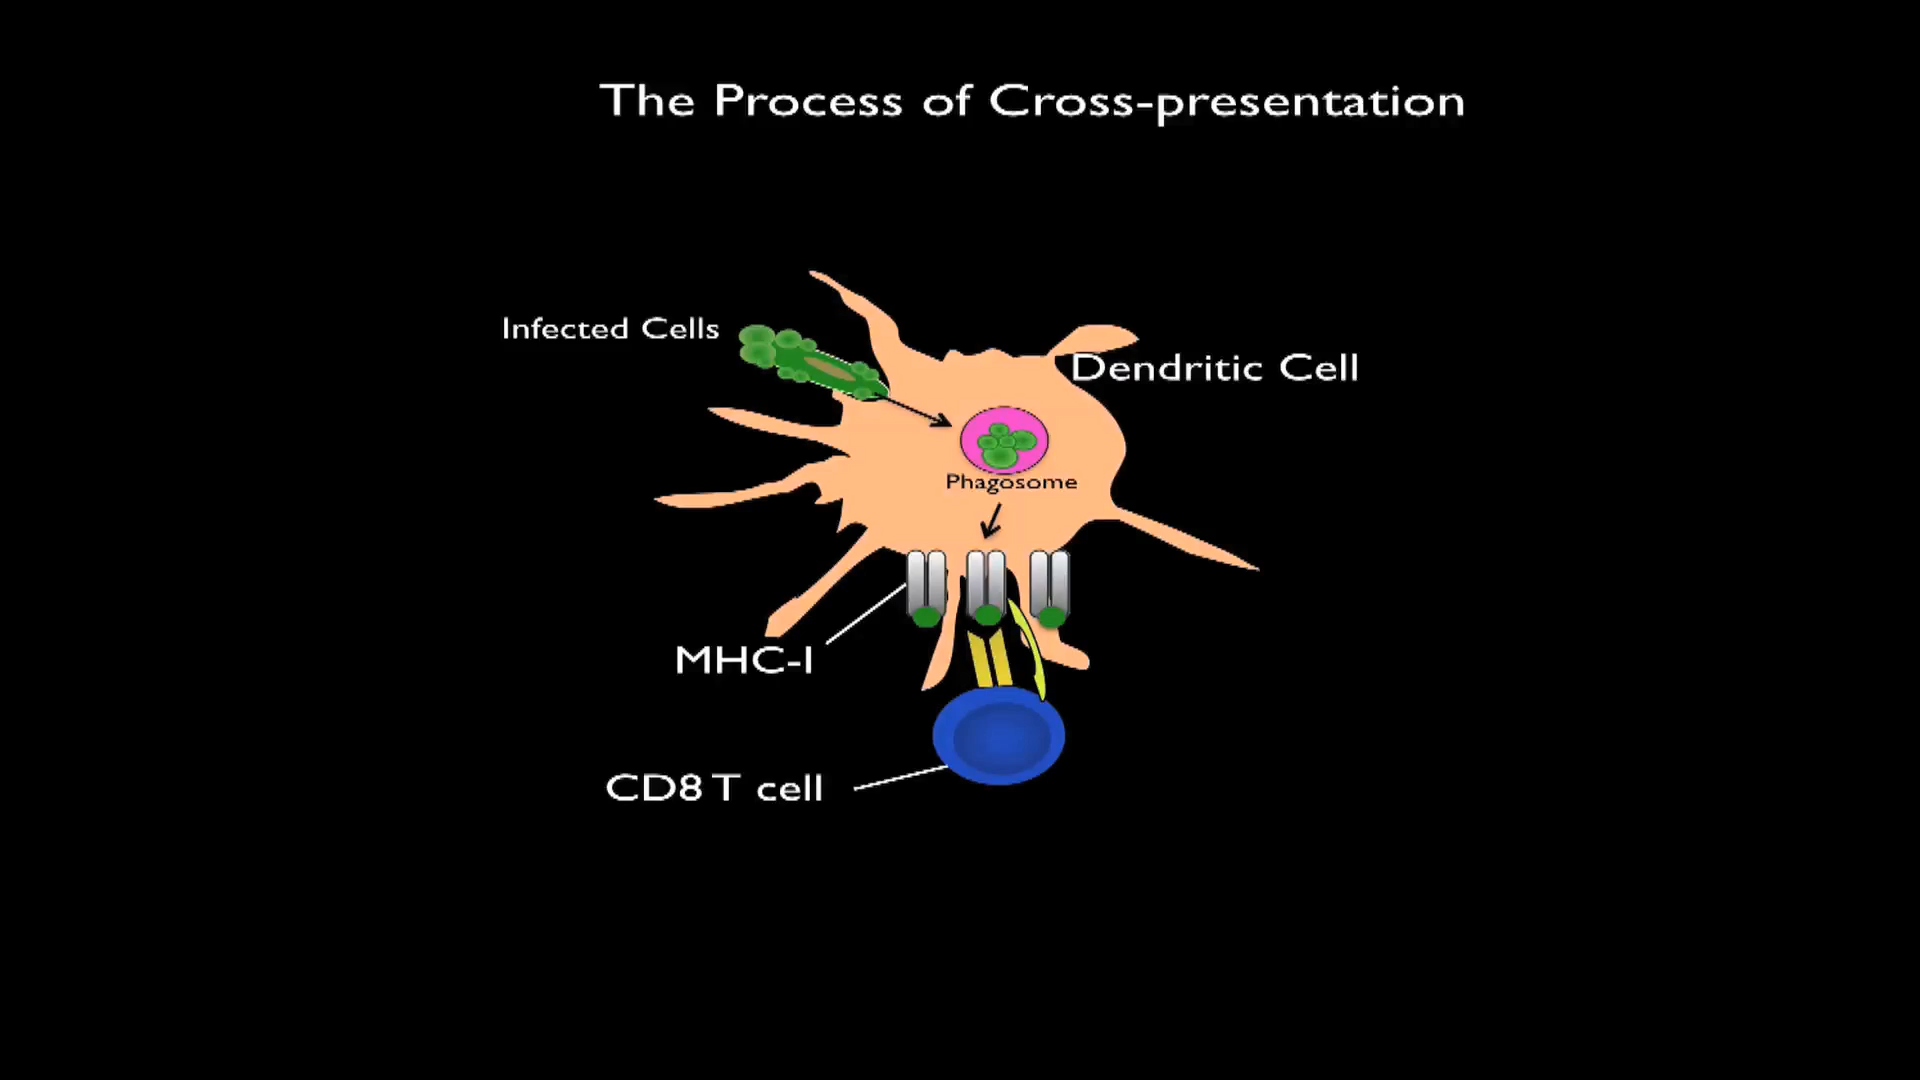 The Process of Cross-presentation
Infected Cells
Dendritic Cell
Phagosome
MHC-I
CD8 T cell